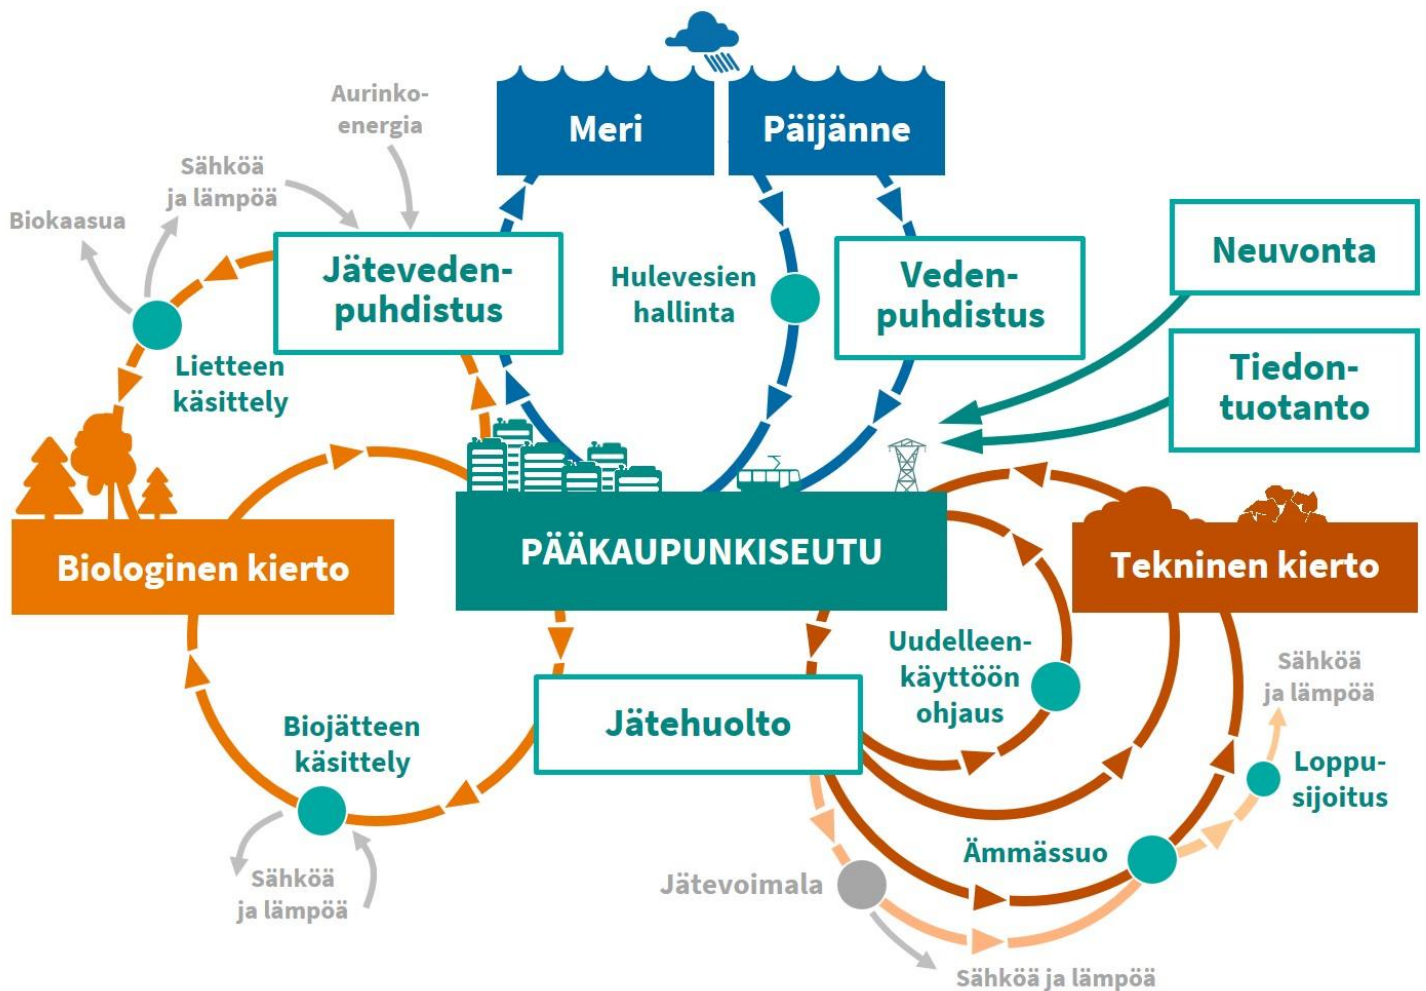 Meri
Päijänne
Aurinko-
energia
Sähköä
ja lämpöä
Biokaasua
Jäteveden-
puhdistus
Hulevesien
hallinta
Veden-
puhdistus
Neuvonta
Tiedon-
tuotanto
Lietteen
käsittely
Biologinen kierto
PÄÄKAUPUNKISEUTU
Tekninen kierto
Uudelleen-
käyttöön
ohjaus
Sähköä
ja lämpöä
Jätehuolto
Biojätteen
käsittely
Loppu-
sijoitus
Ämmässuo
Jätevoimala
Sähköä
ja lämpöä
Sähköä ja lämpöä